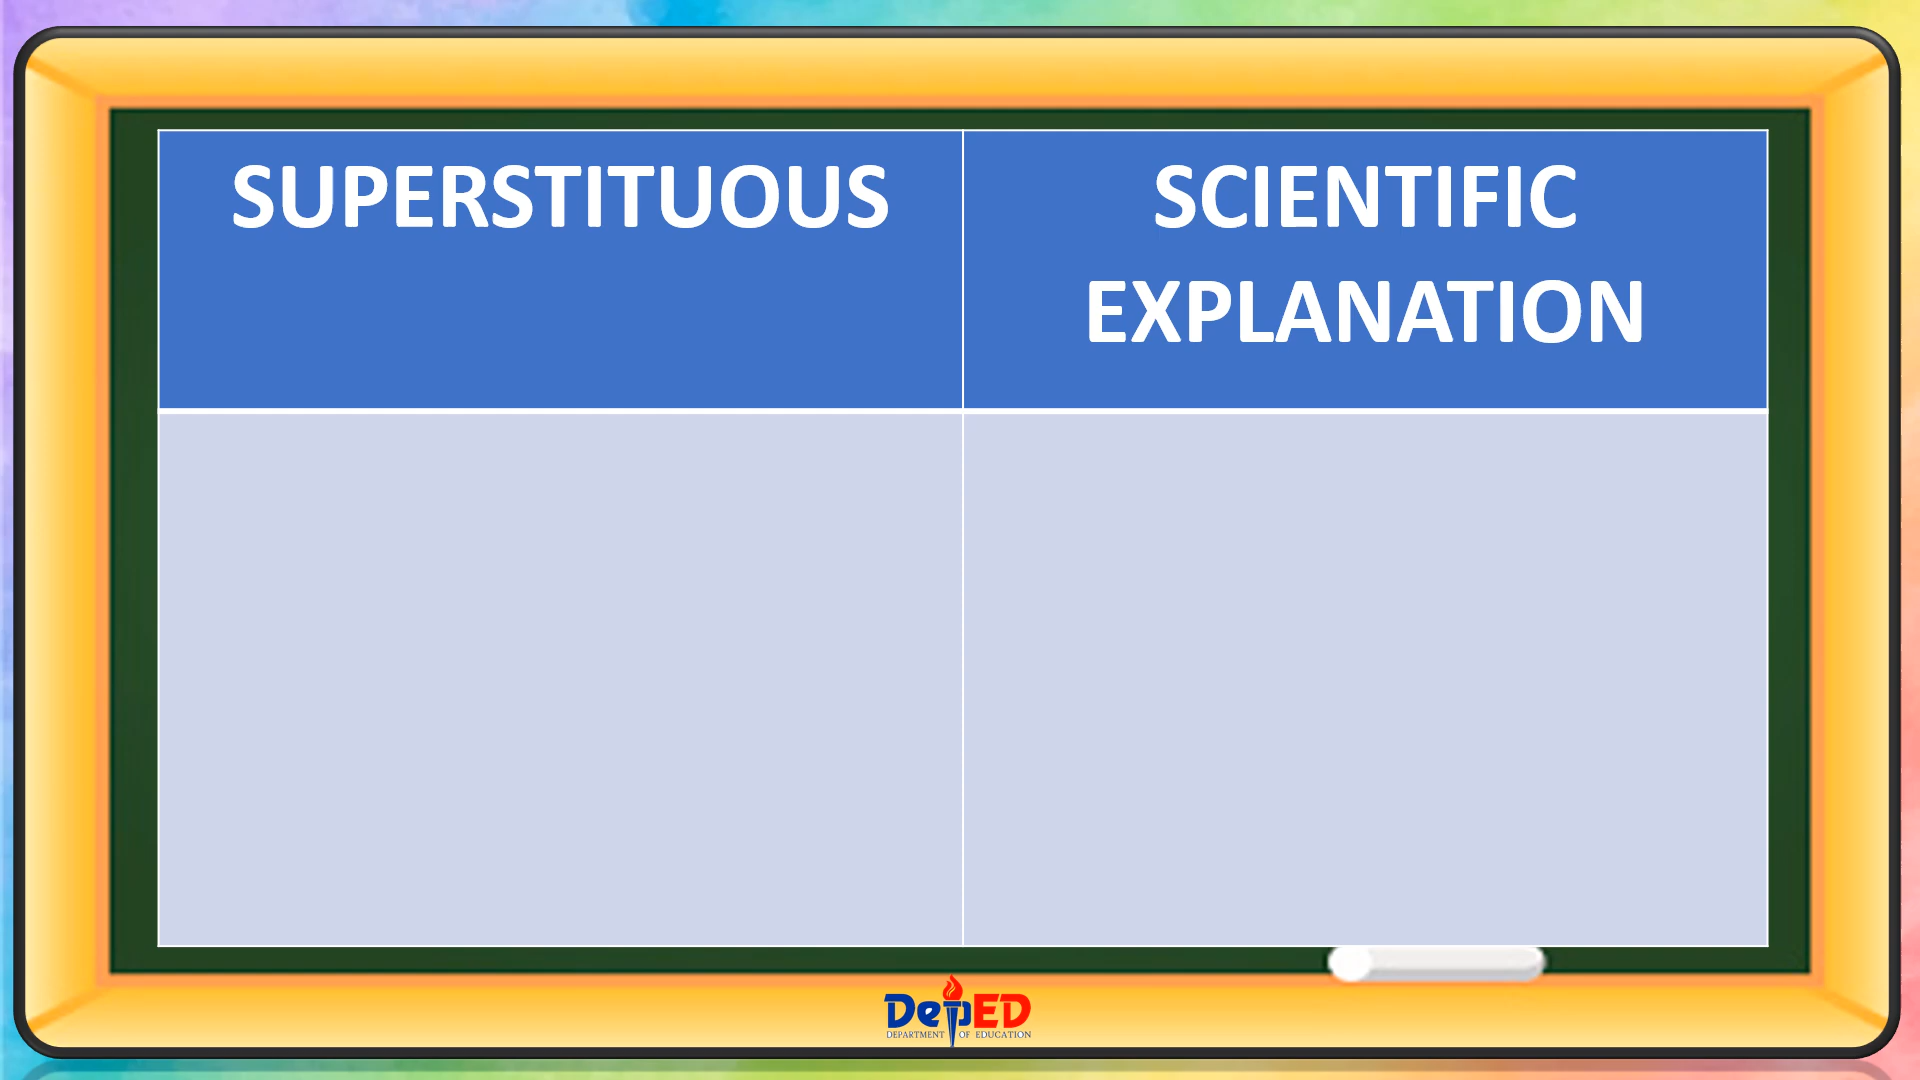 SUPERSTITUOUS
SCIENTIFIC
EXPLANATION
DepED
DEPARTMENT OF EDUCATION